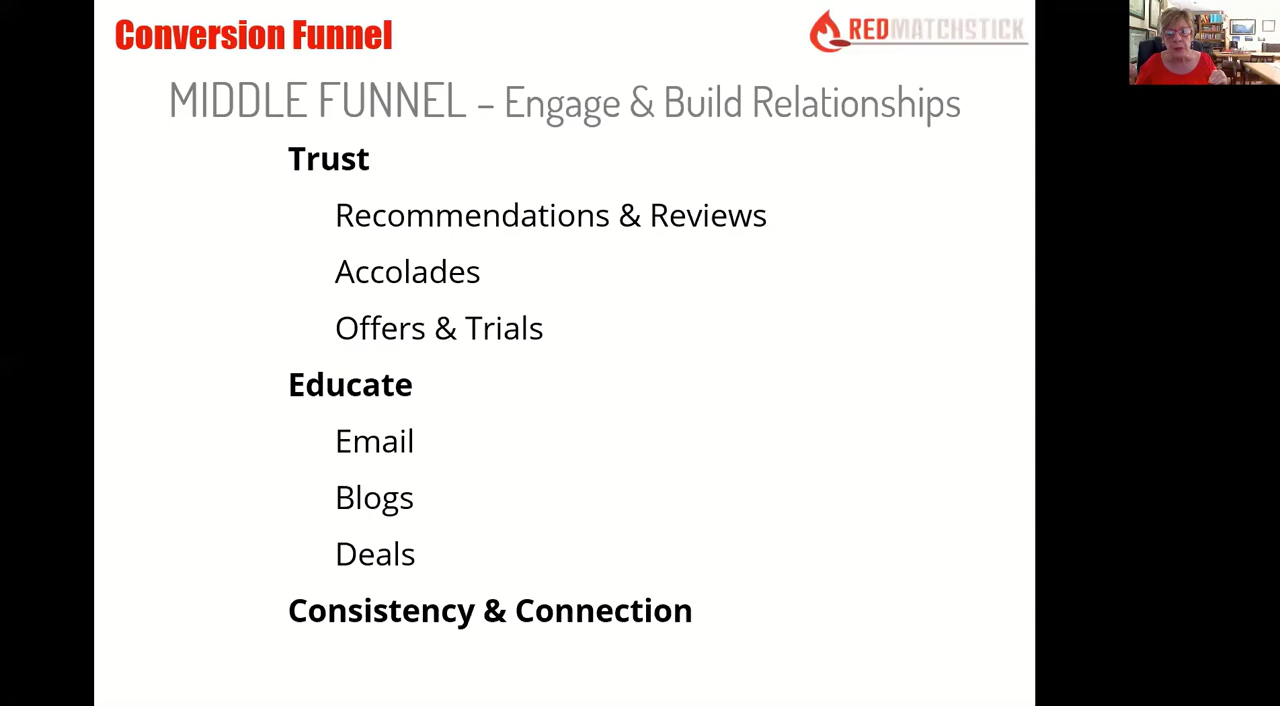 Conversion Funnel
REDMATCHSTICK
MIDDLE FUNNEL – Engage & Build Relationships
Trust
Recommendations & Reviews
Accolades
Offers & Trials
Educate
Email
Blogs
Deals
Consistency & Connection